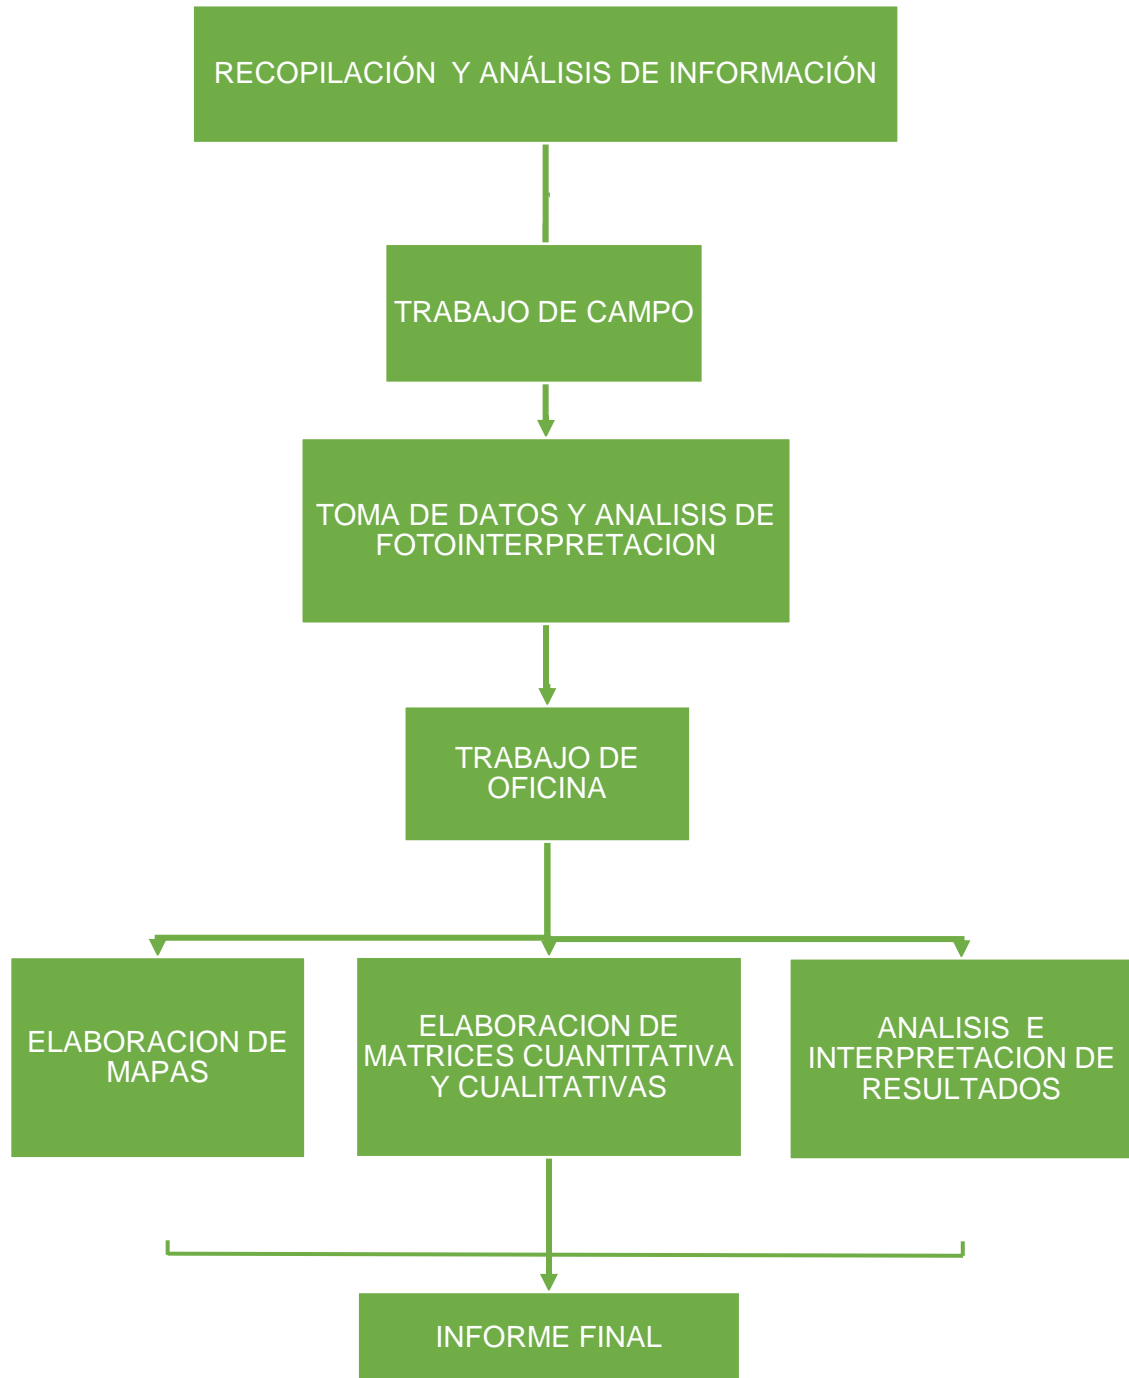 RECOPILACIÓN Y ANÁLISIS DE INFORMACIÓN
TRABAJO DE CAMPO
TOMA DE DATOS Y ANALISIS DE
FOTOINTERPRETACION
TRABAJO DE
OFICINA
ELABORACION DE
MAPAS
ELABORACION DE
MATRICES CUANTITATIVA
Y CUALITATIVAS
ANALISIS E
INTERPRETACION DE
RESULTADOS
INFORME FINAL